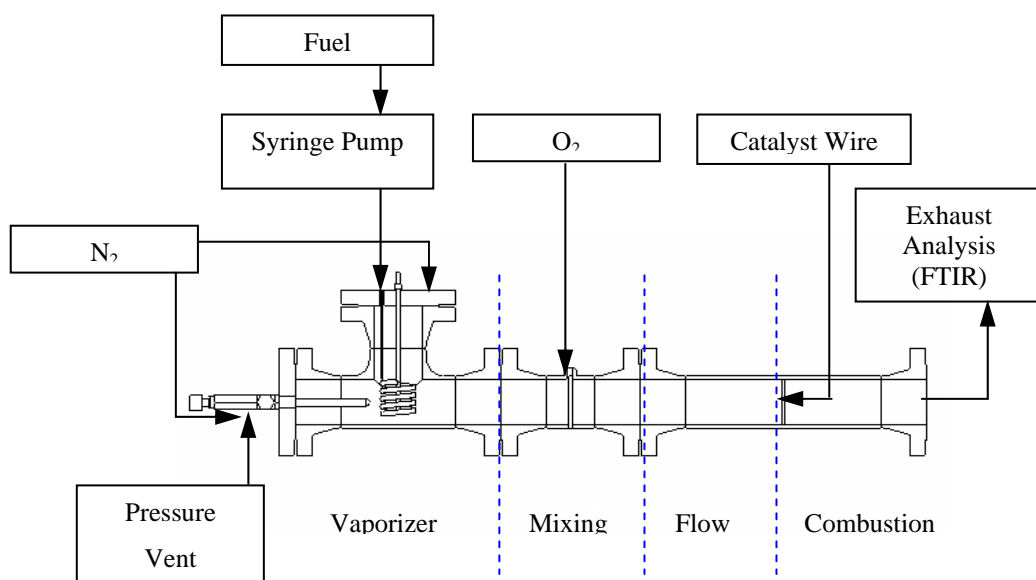 Fuel
Syringe Pump
O₂
Catalyst Wire
Exhaust
Analysis
(FTIR)
N₂
Pressure
Vent
Vaporizer
Mixing
Flow
Combustion